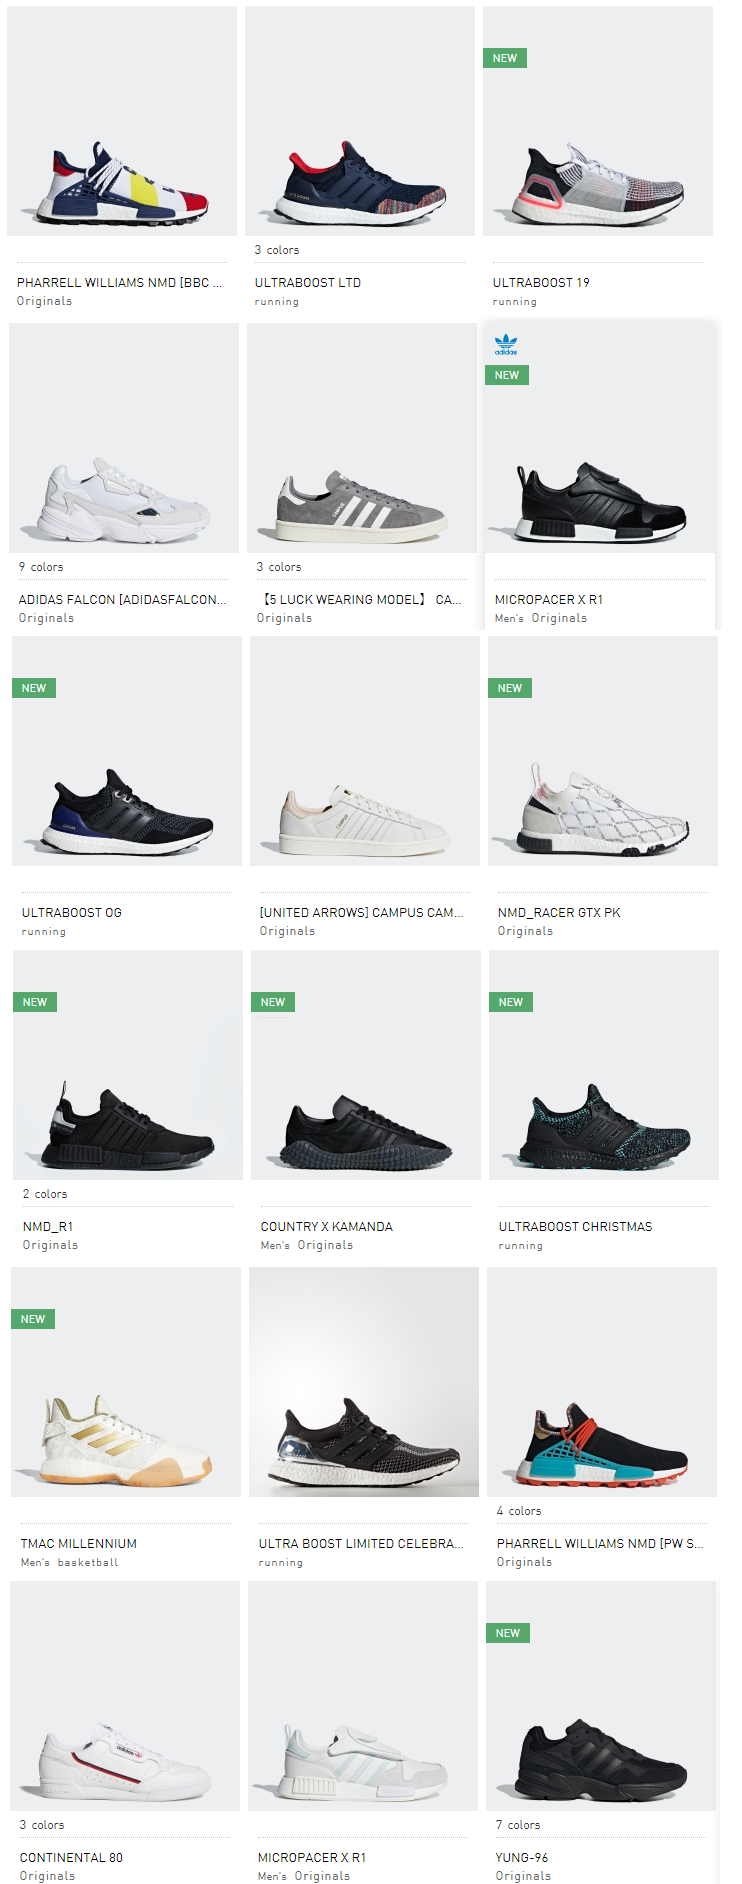 NEW
3 colors
PHARRELL WILLIAMS NMD [BBC ...
ULTRABOOST LTD
ULTRABOOST 19
Originals
running
running
adidas
NEW
9 colors
3 colors
ADIDAS FALCON [ADIDASFALCON...
【5 LUCK WEARING MODEL】 CA...
MICROPACER X R1
Originals
Originals
Men's Originals
NEW
NEW
ULTRABOOST OG
[UNITED ARROWS] CAMPUS CAM...
NMD_RACER GTX PK
running
Originals
Originals
NEW
NEW
NEW
2 colors
NMD_R1
COUNTRY X KAMANDA
ULTRABOOST CHRISTMAS
Originals
Men's Originals
running
NEW
4 colors
TMAC MILLENNIUM
ULTRA BOOST LIMITED CELEBRA...
PHARRELL WILLIAMS NMD [PW S...
Men's basketball
running
Originals
NEW
adidas
3 colors
7 colors
CONTINENTAL 80
MICROPACER X R1
YUNG-96
Originals
Men's Originals
Originals